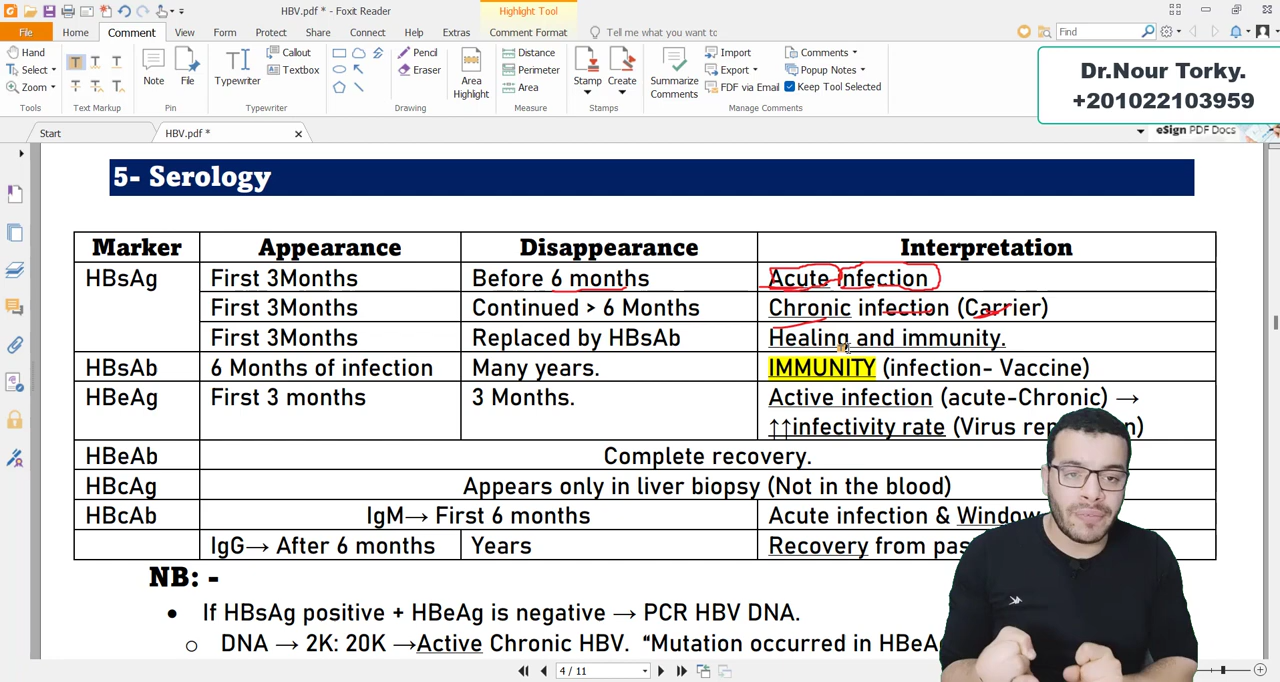 HBV.pdf * - Foxit Reader
Highlight Tool
File
Home
Comment
View
Form
Protect
Share
Connect
Help
Extras
Comment Format
Tell me what you want to
Find
Hand
Select
Zoom
Tools
Text Markup
Note
File
Pin
Typewriter
Callout
Textbox
Typewriter
Pencil
Eraser
Drawing
Area
Highlight
Distance
Perimeter
Area
Measure
Stamp
Create
Stamps
Summarize
Comments
Import
Export
FDF via Email
Comments
Popup Notes
Keep Tool Selected
Manage Comments
Dr.Nour Torky.
+201022103959
Start
HBV.pdf *
eSign PDF Docs
5- Serology
Marker Appearance Disappearance Interpretation
HBsAg First 3Months Before 6 months Acute infection
First 3Months Continued > 6 Months Chronic infection (Carrier)
First 3Months Replaced by HBsAb Healing and immunity.
HBsAb 6 Months of infection Many years. IMMUNITY (infection- Vaccine)
HBeAg First 3 months 3 Months. Active infection (acute-Chronic) →
↑↑infectivity rate (Virus
HBeAb Complete recovery.
HBcAg Appears only in liver biopsy (Not in the blood)
HBcAb IgM→ First 6 months Acute infection & Window
IgG→ After 6 months Years Recovery from
NB: -
• If HBsAg positive + HBeAg is negative → PCR HBV DNA.
o DNA → 2K: 20K →Active Chronic HBV. “Mutation occurred in
4 / 11